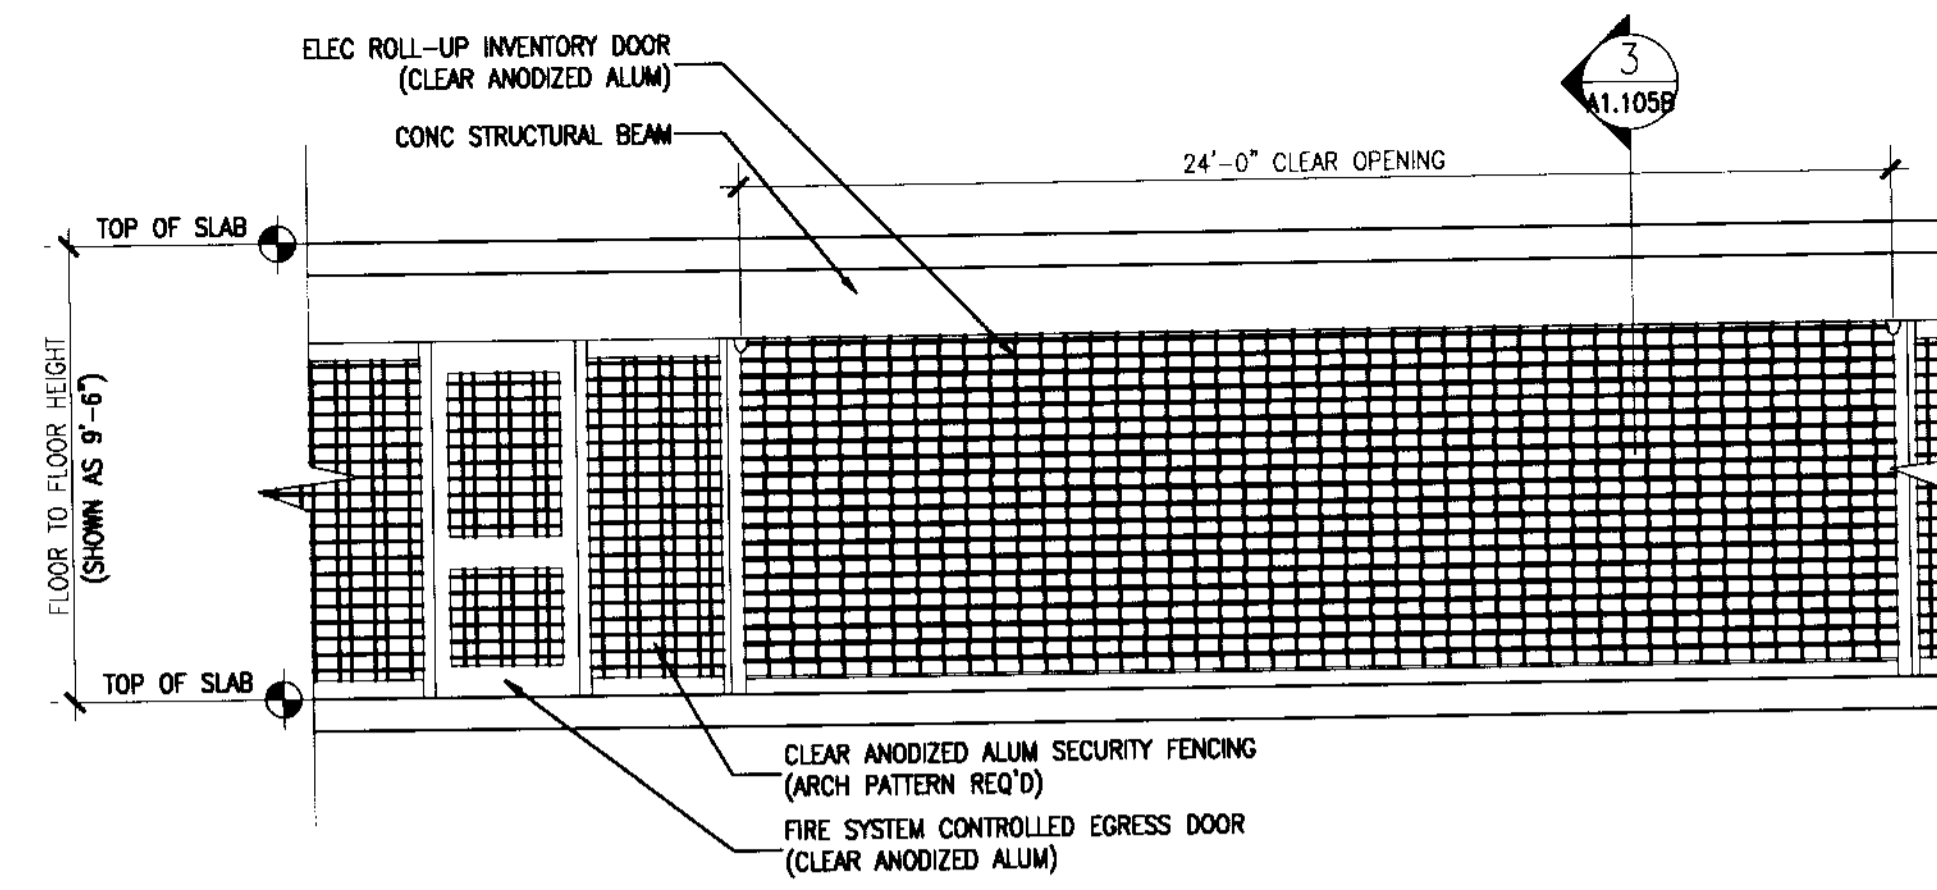 ELEC ROLL-UP INVENTORY DOOR
(CLEAR ANODIZED ALUM)
CONC STRUCTURAL BEAM
3
A1.105B
24'-0" CLEAR OPENING
TOP OF SLAB
FLOOR TO FLOOR HEIGHT
(SHOWN AS 9'-6")
TOP OF SLAB
CLEAR ANODIZED ALUM SECURITY FENCING
(ARCH PATTERN REQ'D)
FIRE SYSTEM CONTROLLED EGRESS DOOR
(CLEAR ANODIZED ALUM)